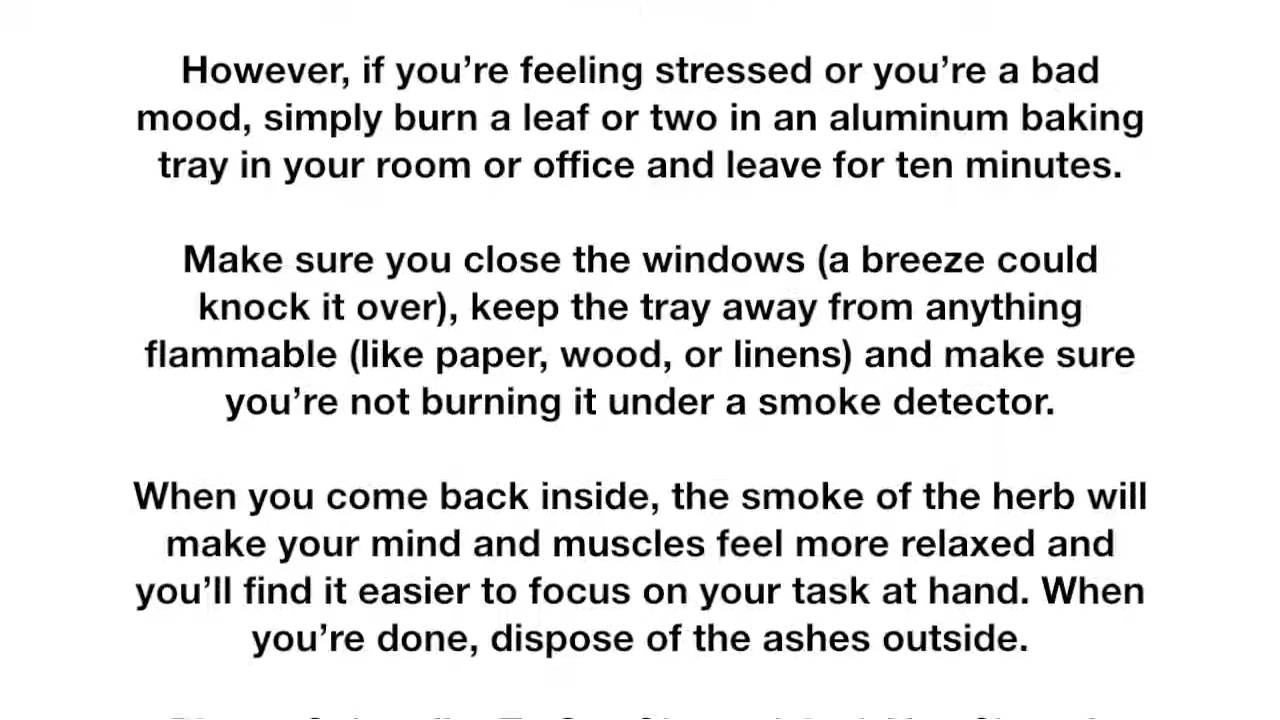 However, if you’re feeling stressed or you’re a bad
mood, simply burn a leaf or two in an aluminum baking
tray in your room or office and leave for ten minutes.
Make sure you close the windows (a breeze could
knock it over), keep the tray away from anything
flammable (like paper, wood, or linens) and make sure
you’re not burning it under a smoke detector.
When you come back inside, the smoke of the herb will
make your mind and muscles feel more relaxed and
you’ll find it easier to focus on your task at hand. When
you’re done, dispose of the ashes outside.